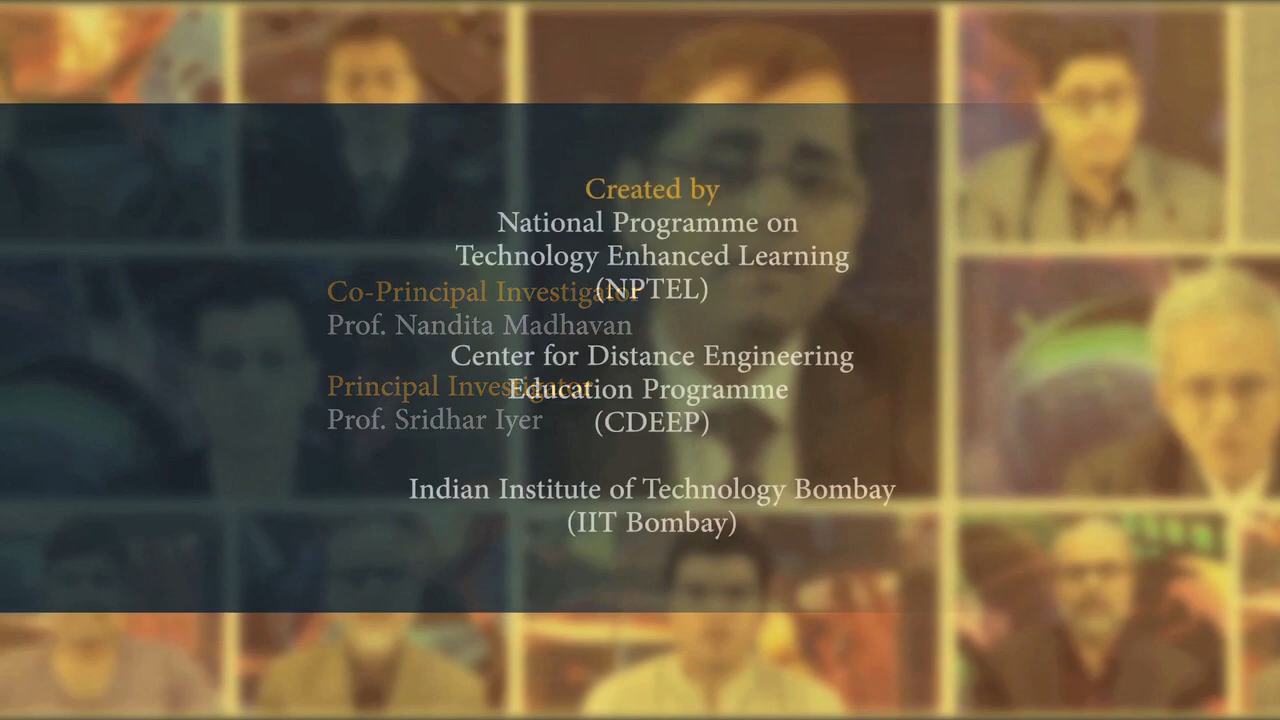 Created by
National Programme on
Technology Enhanced Learning
(NPTEL)
Co-Principal Investigator
Prof. Nandita Madhavan
Center for Distance Engineering
Education Programme
(CDEEP)
Principal Investigator
Prof. Sridhar Iyer
Indian Institute of Technology Bombay
(IIT Bombay)